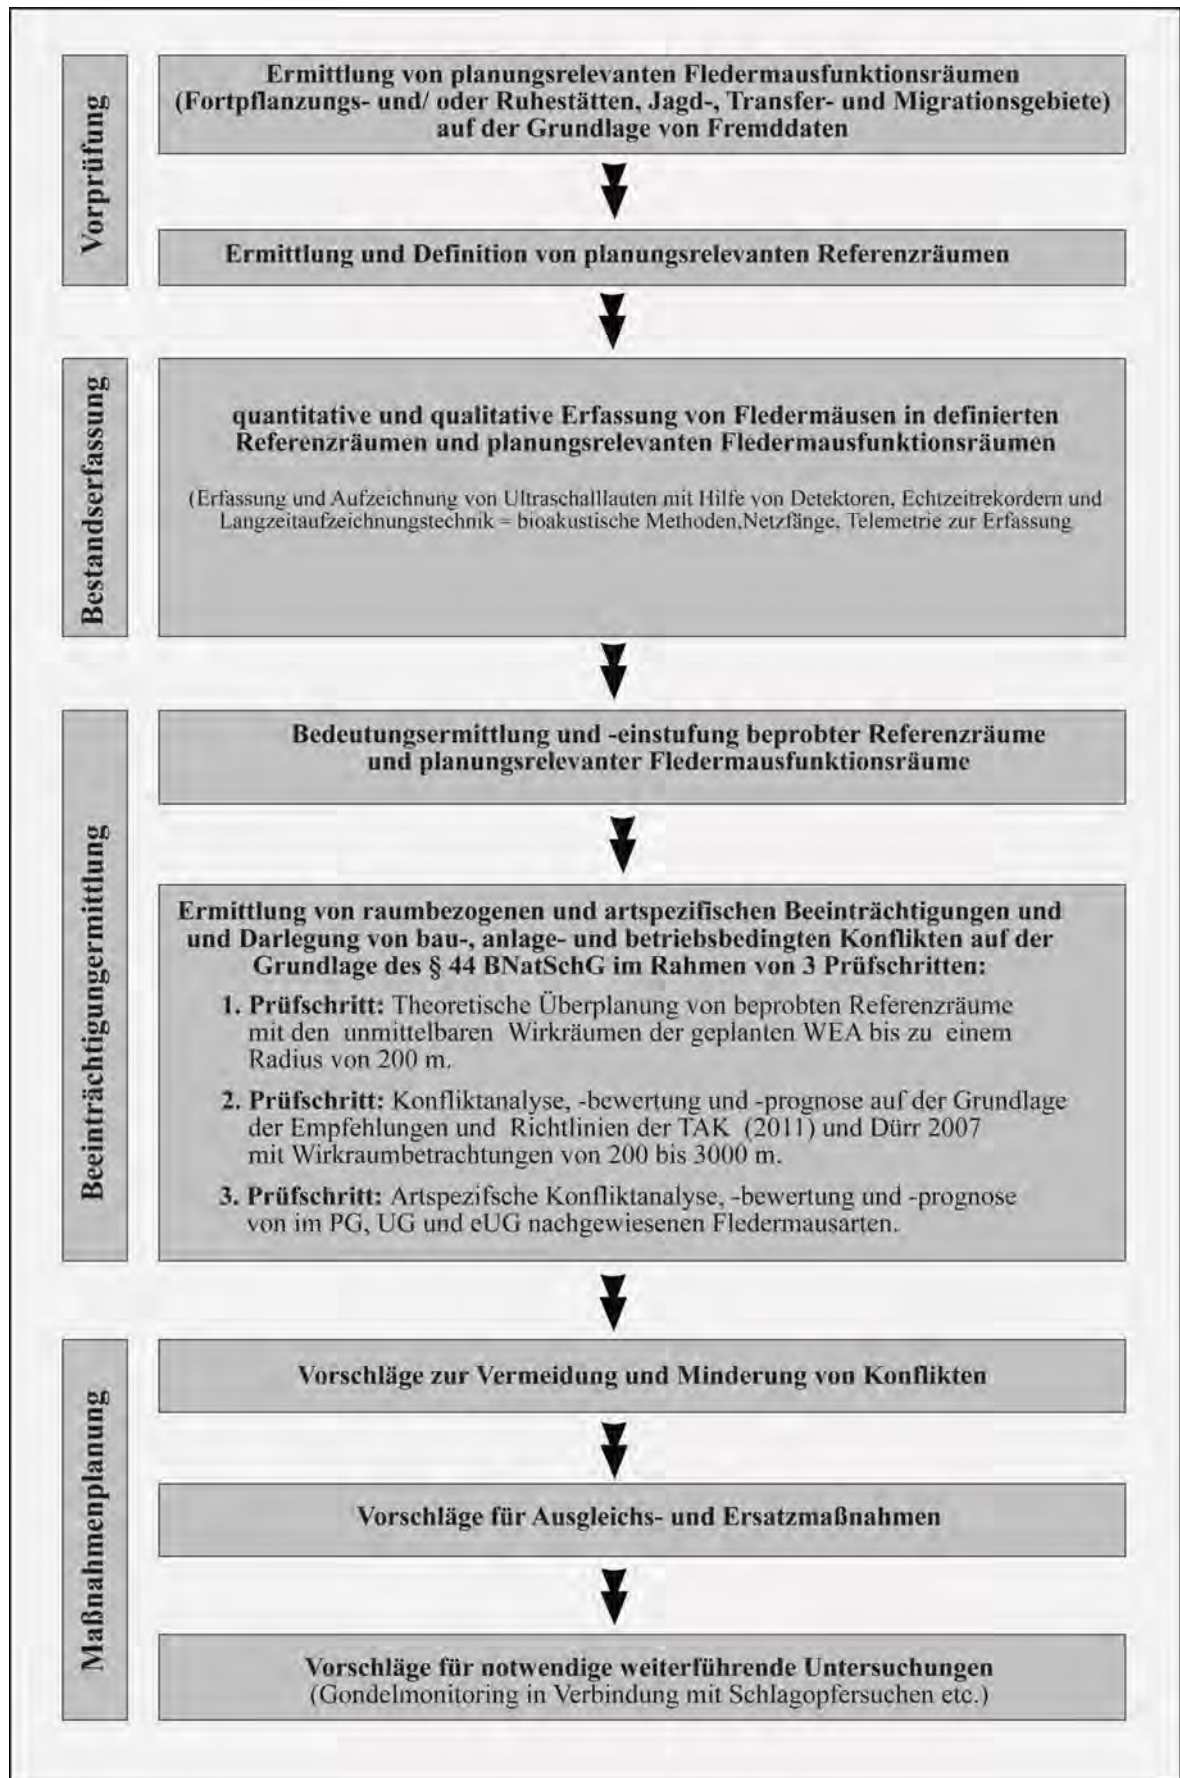 Vorprüfung
Ermittlung von planungsrelevanten Fledermausfunktionsräumen
(Fortpflanzungs- und/ oder Ruhestätten, Jagd-, Transfer- und Migrationsgebiete)
auf der Grundlage von Fremddaten
Ermittlung und Definition von planungsrelevanten Referenzräumen
Bestandserfassung
quantitative und qualitative Erfassung von Fledermäusen in definierten
Referenzräumen und planungsrelevanten Fledermausfunktionsräumen
(Erfassung und Aufzeichnung von Ultraschalllauten mit Hilfe von Detektoren, Echtzeitrekordern und
Langzeitaufzeichnungstechnik = bioakustische Methoden,Netzfänge, Telemetrie zur Erfassung
Beeinträchtigungermittlung
Bedeutungsermittlung und -einstufung beprobter Referenzräume
und planungsrelevanter Fledermausfunktionsräume
Ermittlung von raumbezogenen und artspezifischen Beeinträchtigungen und
und Darlegung von bau-, anlage- und betriebsbedingten Konflikten auf der
Grundlage des § 44 BNatSchG im Rahmen von 3 Prüfschritten:
1. Prüfschritt: Theoretische Überplanung von beprobten Referenzräume
mit den unmittelbaren Wirkräumen der geplanten WEA bis zu einem
Radius von 200 m.
2. Prüfschritt: Konfliktanalyse, -bewertung und -prognose auf der Grundlage
der Empfehlungen und Richtlinien der TAK (2011) und Dürr 2007
mit Wirkraumbetrachtungen von 200 bis 3000 m.
3. Prüfschritt: Artspezifsche Konfliktanalyse, -bewertung und -prognose
von im PG, UG und eUG nachgewiesenen Fledermausarten.
Maßnahmenplanung
Vorschläge zur Vermeidung und Minderung von Konflikten
Vorschläge für Ausgleichs- und Ersatzmaßnahmen
Vorschläge für notwendige weiterführende Untersuchungen
(Gondelmonitoring in Verbindung mit Schlagopfersuchen etc.)